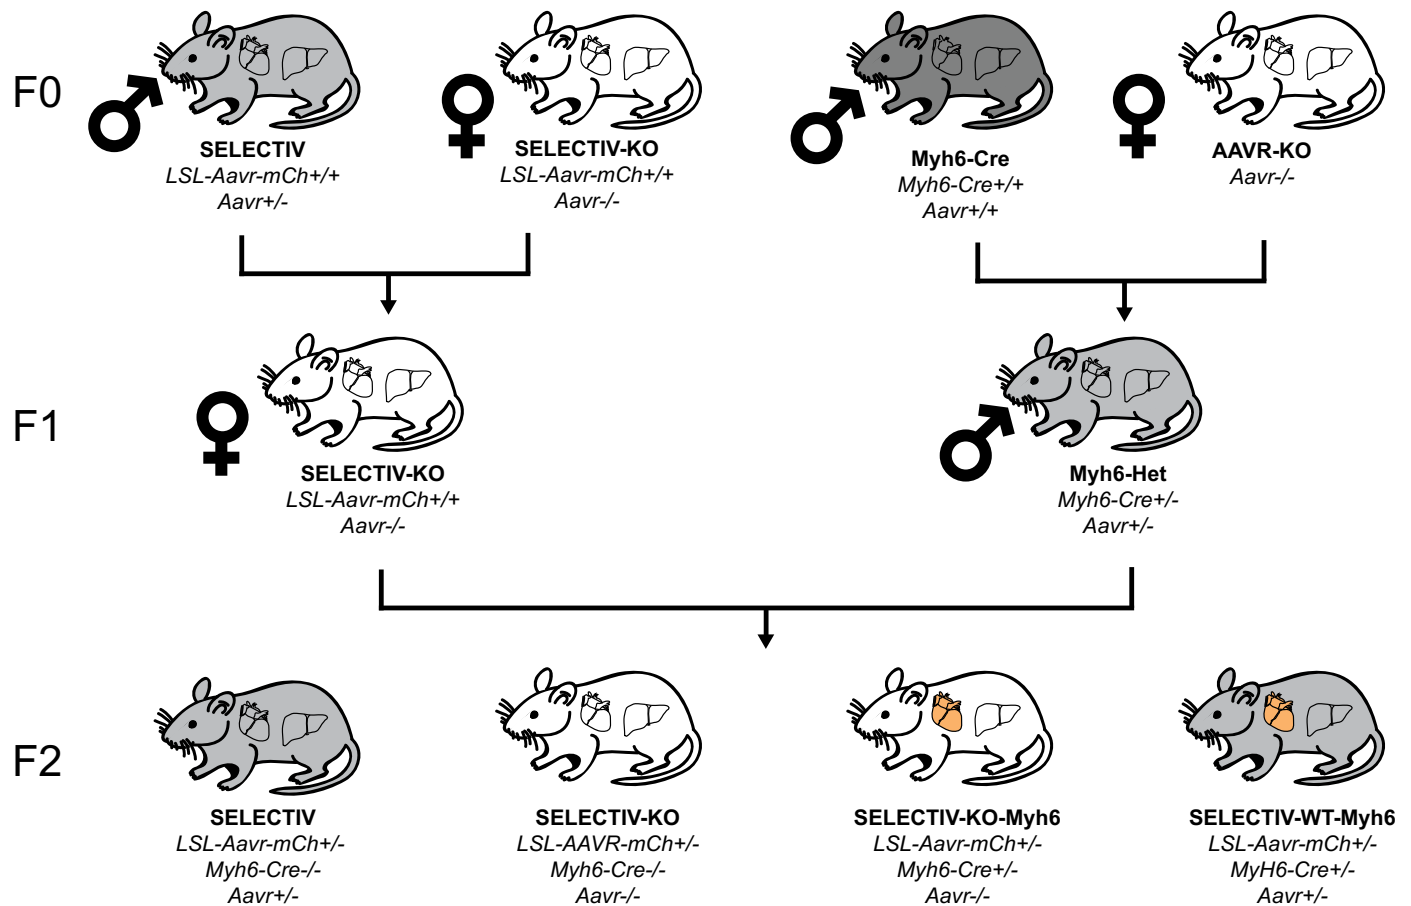 F0
SELECTIV
LSL-Aavr-mCh+/+
Aavr+/-
SELECTIV-KO
LSL-Aavr-mCh+/+
Aavr-/-
Myh6-Cre
Myh6-Cre+/+
Aavr+/+
AAVR-KO
Aavr-/-
F1
SELECTIV-KO
LSL-Aavr-mCh+/+
Aavr-/-
Myh6-Het
Myh6-Cre+/-
Aavr+/-
F2
SELECTIV
LSL-Aavr-mCh+/-
Myh6-Cre-/-
Aavr+/-
SELECTIV-KO
LSL-AAVR-mCh+/-
Myh6-Cre-/-
Aavr-/-
SELECTIV-KO-Myh6
LSL-Aavr-mCh+/-
Myh6-Cre+/-
Aavr-/-
SELECTIV-WT-Myh6
LSL-Aavr-mCh+/-
MyH6-Cre+/-
Aavr+/-